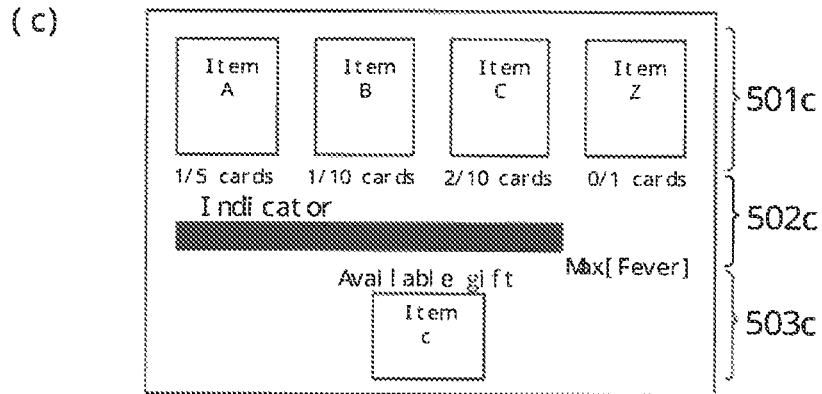 (c)
Item A
Item B
Item C
Item Z
501c
1/5 cards
1/10 cards
2/10 cards
0/1 cards
Indicator
502c
Max[Fever]
Available gift
Item c
503c